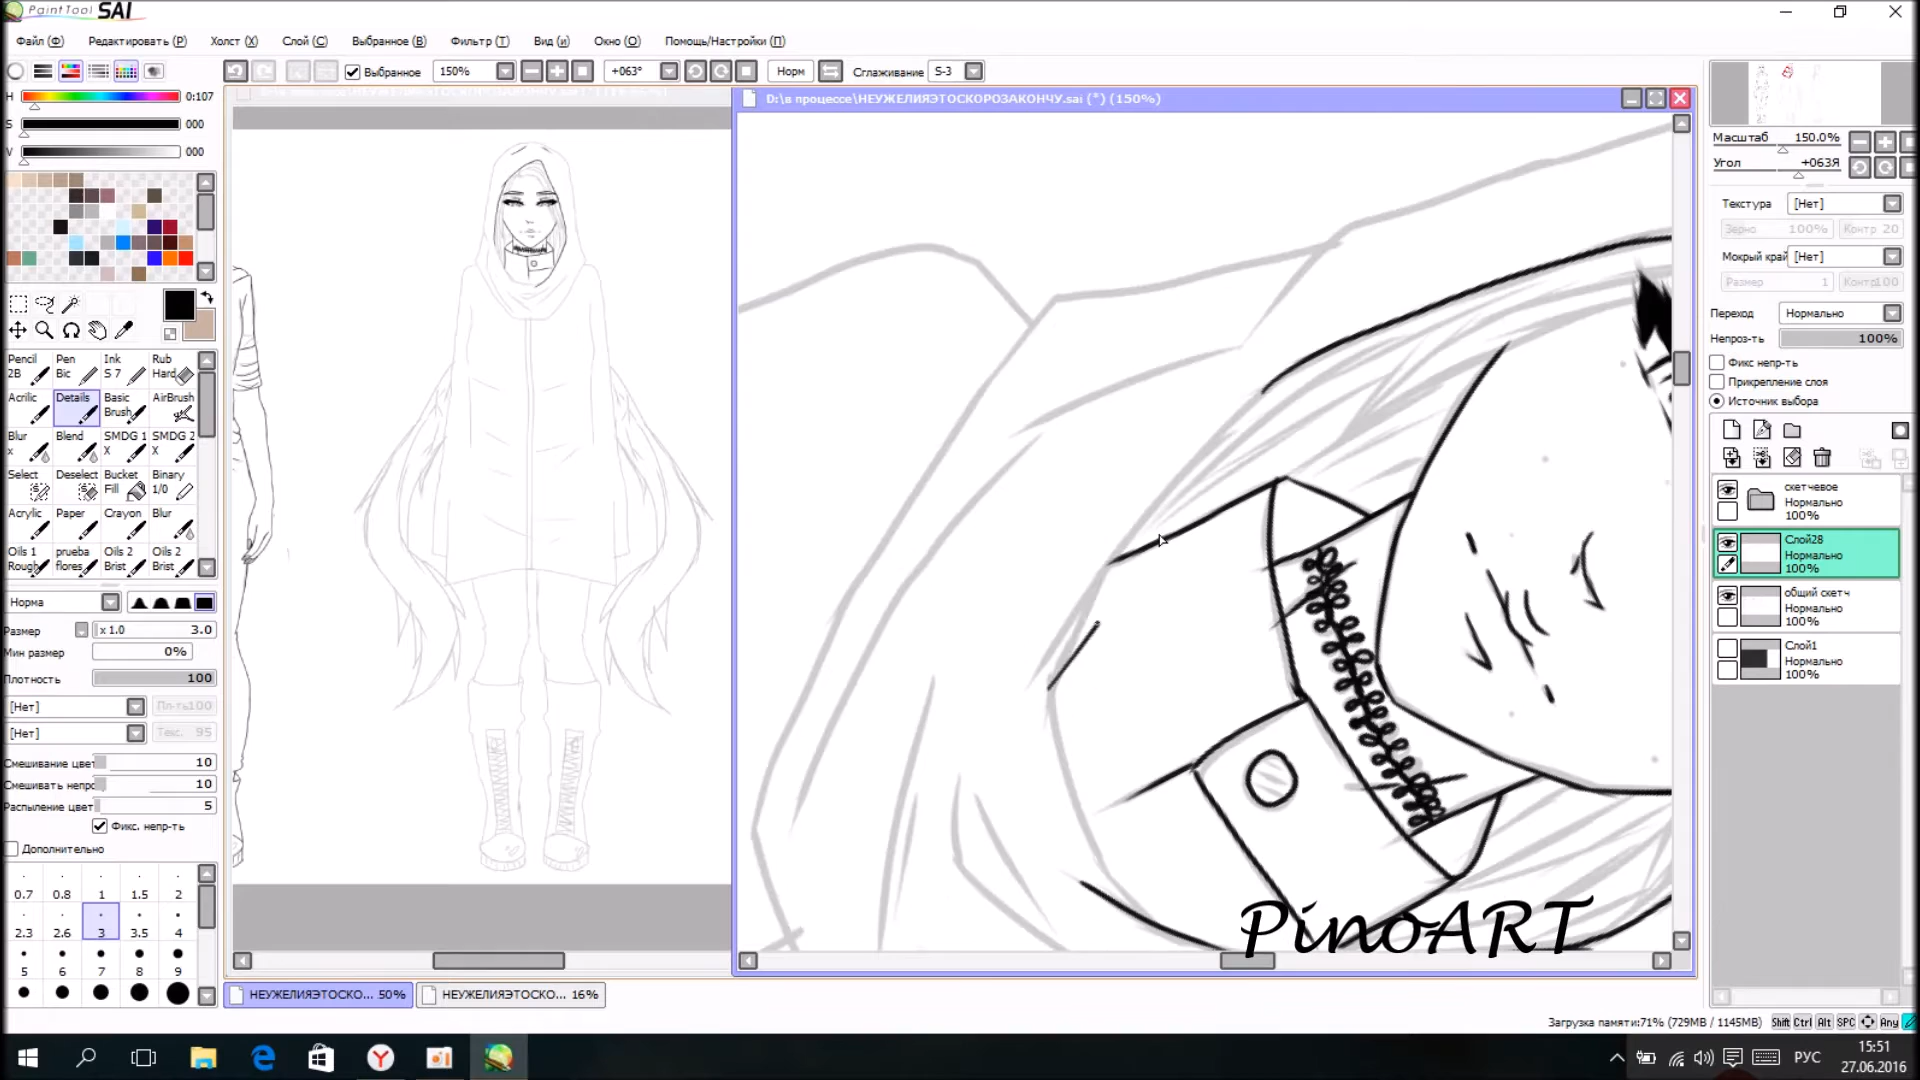 PaintTool SAI
Файл (Ф) Редактировать (P) Холст (X) Слой (C) Выбранное (B) Фильтр (T) Вид (и) Окно (O) Помощь/Настройки (П)
Выбранное 150% +063° Норм Сглаживание S-3
H 0:107
S 000
V 000
D:\в процессе\НЕУЖЕЛИЯЭТОСКОРОЗАКОНЧУ.sai (*) (150%)
Pencil 2B Pen Bic Ink S 7 Rub Hard
Acrilic Details Basic Brush AirBrush
Blur x Blend SMDG 1 X SMDG 2 X
Select Deselect Bucket Fill Binary 1/0
Acrylic Paper Crayon Blur
Oils 1 Rough prueba flores Oils 2 Brist Oils 2 Brist
Норма
Размер x 1.0 3.0
Мин размер 0%
Плотность 100
[Нет] Пл-ть100
[Нет] Текс. 95
Смешивание цвет 10
Смешивать непро 10
Распыление цвет 5
Фикс. непр-ть
Дополнительно
0.7 0.8 1 1.5 2
2.3 2.6 3 3.5 4
5 6 7 8 9
PinoART
НЕУЖЕЛИЯЭТОСКО... 50% НЕУЖЕЛИЯЭТОСКО... 16%
Масштаб 150.0%
Угол +063Я
Текстура [Нет]
Зерно 100% Контр 20
Мокрый край [Нет]
Размер 1 Контр100
Переход Нормально
Непроз-ть 100%
Фикс непр-ть
Прикрепление слоя
Источник выбора
скетчевое
Нормально
100%
Слой28
Нормально
100%
общий скетч
Нормально
100%
Слой1
Нормально
100%
Загрузка памяти:71% (729MB / 1145MB) Shift Ctrl Alt SPC Any
РУС
15:51
27.06.2016